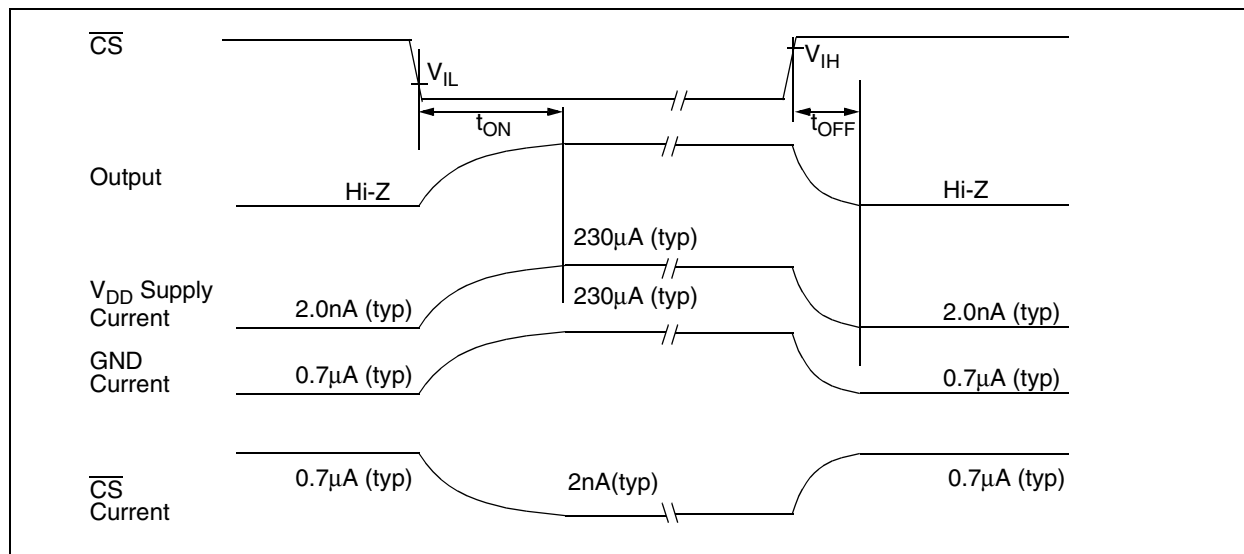 CS
VIL
VIH
tON
tOFF
Output
Hi-Z
Hi-Z
230μA (typ)
VDD Supply
Current
2.0nA (typ)
230μA (typ)
2.0nA (typ)
GND
Current
0.7μA (typ)
0.7μA (typ)
CS
Current
0.7μA (typ)
2nA(typ)
0.7μA (typ)